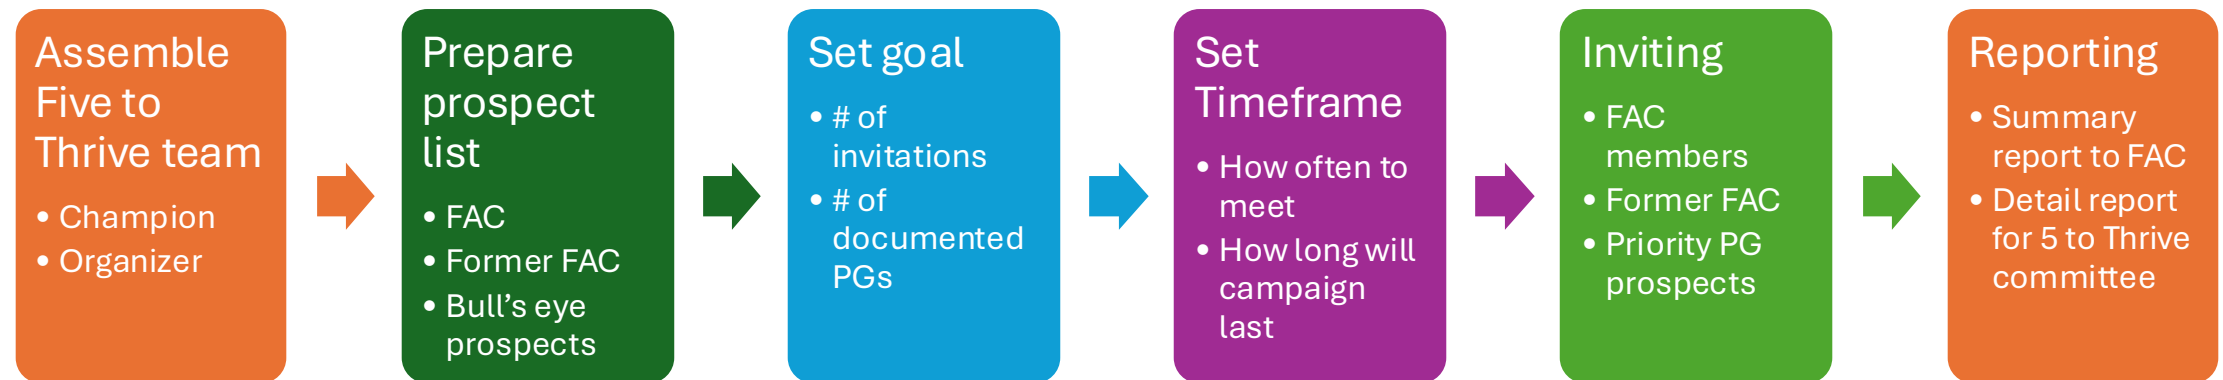 Assemble
Five to
Thrive team
• Champion
• Organizer
Prepare
prospect
list
• FAC
• Former FAC
• Bull’s eye
prospects
Set goal
• # of
invitations
• # of
documented
PGs
Set
Timeframe
• How often to
meet
• How long will
campaign
last
Inviting
• FAC
members
• Former FAC
• Priority PG
prospects
Reporting
• Summary
report to FAC
• Detail report
for 5 to Thrive
committee